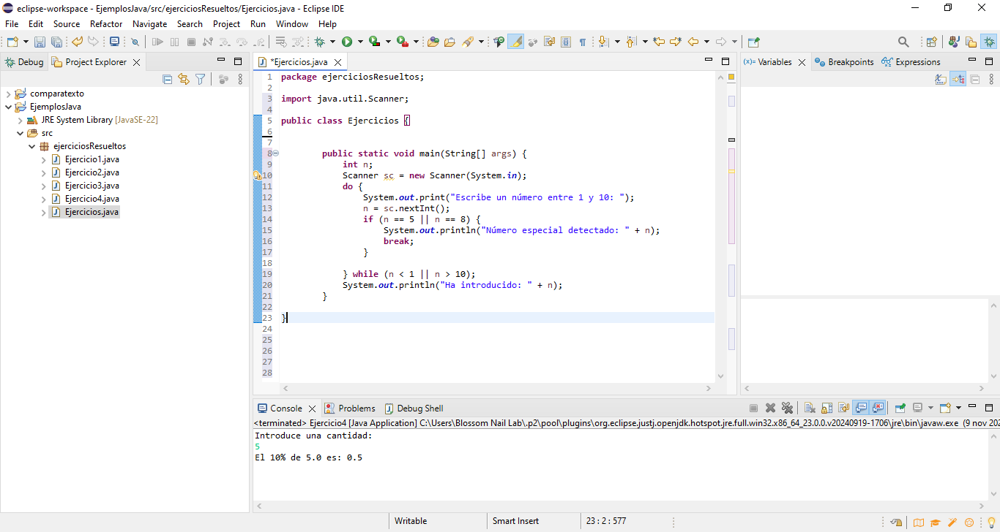 eclipse-workspace - EjemplosJava/src/ejerciciosResueltos/Ejercicios.java - Eclipse IDE
File Edit Source Refactor Navigate Search Project Run Window Help
Debug Project Explorer
comparatexto
EjemplosJava
JRE System Library [JavaSE-22]
src
ejerciciosResueltos
Ejercicio1.java
Ejercicio2.java
Ejercicio3.java
Ejercicio4.java
Ejercicios.java
*Ejercicios.java
1 package ejerciciosResueltos;
2
3 import java.util.Scanner;
4
5 public class Ejercicios {
6
7
8 public static void main(String[] args) {
9 int n;
10 Scanner sc = new Scanner(System.in);
11 do {
12 System.out.print("Escribe un número entre 1 y 10: ");
13 n = sc.nextInt();
14 if (n == 5 || n == 8) {
15 System.out.println("Número especial detectado: " + n);
16 break;
17 }
18
19 } while (n < 1 || n > 10);
20 System.out.println("Ha introducido: " + n);
21 }
22
23 }
24
25
26
27
28
(x)= Variables Breakpoints Expressions
Console Problems Debug Shell
<terminated> Ejercicio4 [Java Application] C:\Users\Blossom Nail Lab\.p2\pool\plugins\org.eclipse.justj.openjdk.hotspot.jre.full.win32.x86_64_23.0.0.v20240919-1706\jre\bin\javaw.exe (9 nov 202
Introduce una cantidad:
5
El 10% de 5.0 es: 0.5
Writable Smart Insert 23 : 2 : 577